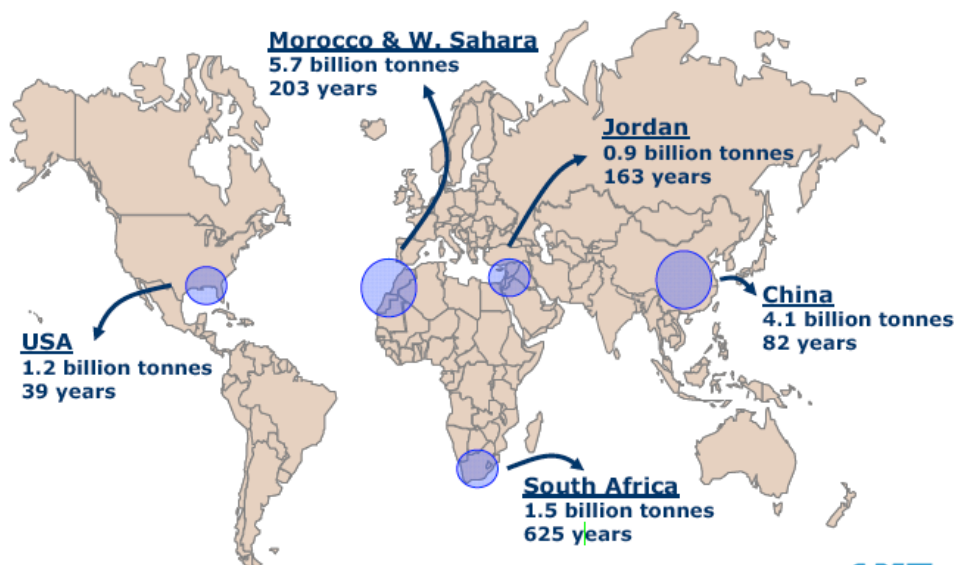 Morocco & W. Sahara
5.7 billion tonnes
203 years
Jordan
0.9 billion tonnes
163 years
China
4.1 billion tonnes
82 years
USA
1.2 billion tonnes
39 years
South Africa
1.5 billion tonnes
625 years